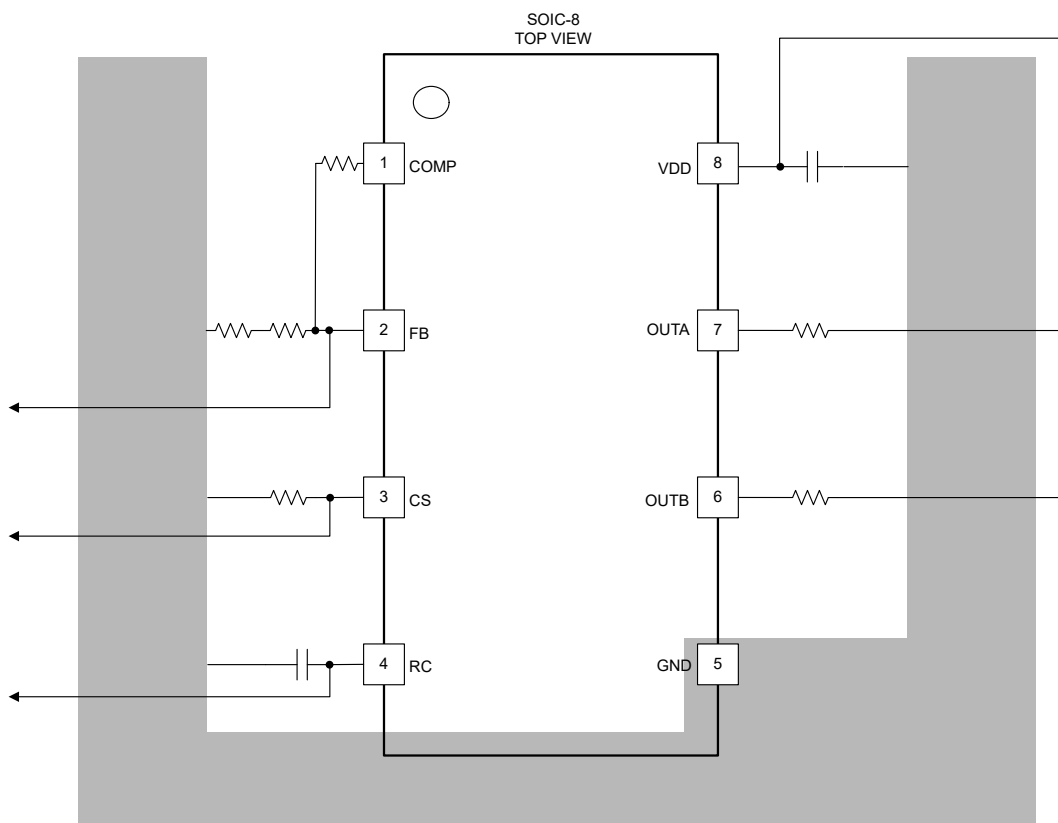 SOIC-8
TOP VIEW
1 COMP
VDD 8
2 FB
OUTA 7
3 CS
OUTB 6
4 RC
GND 5